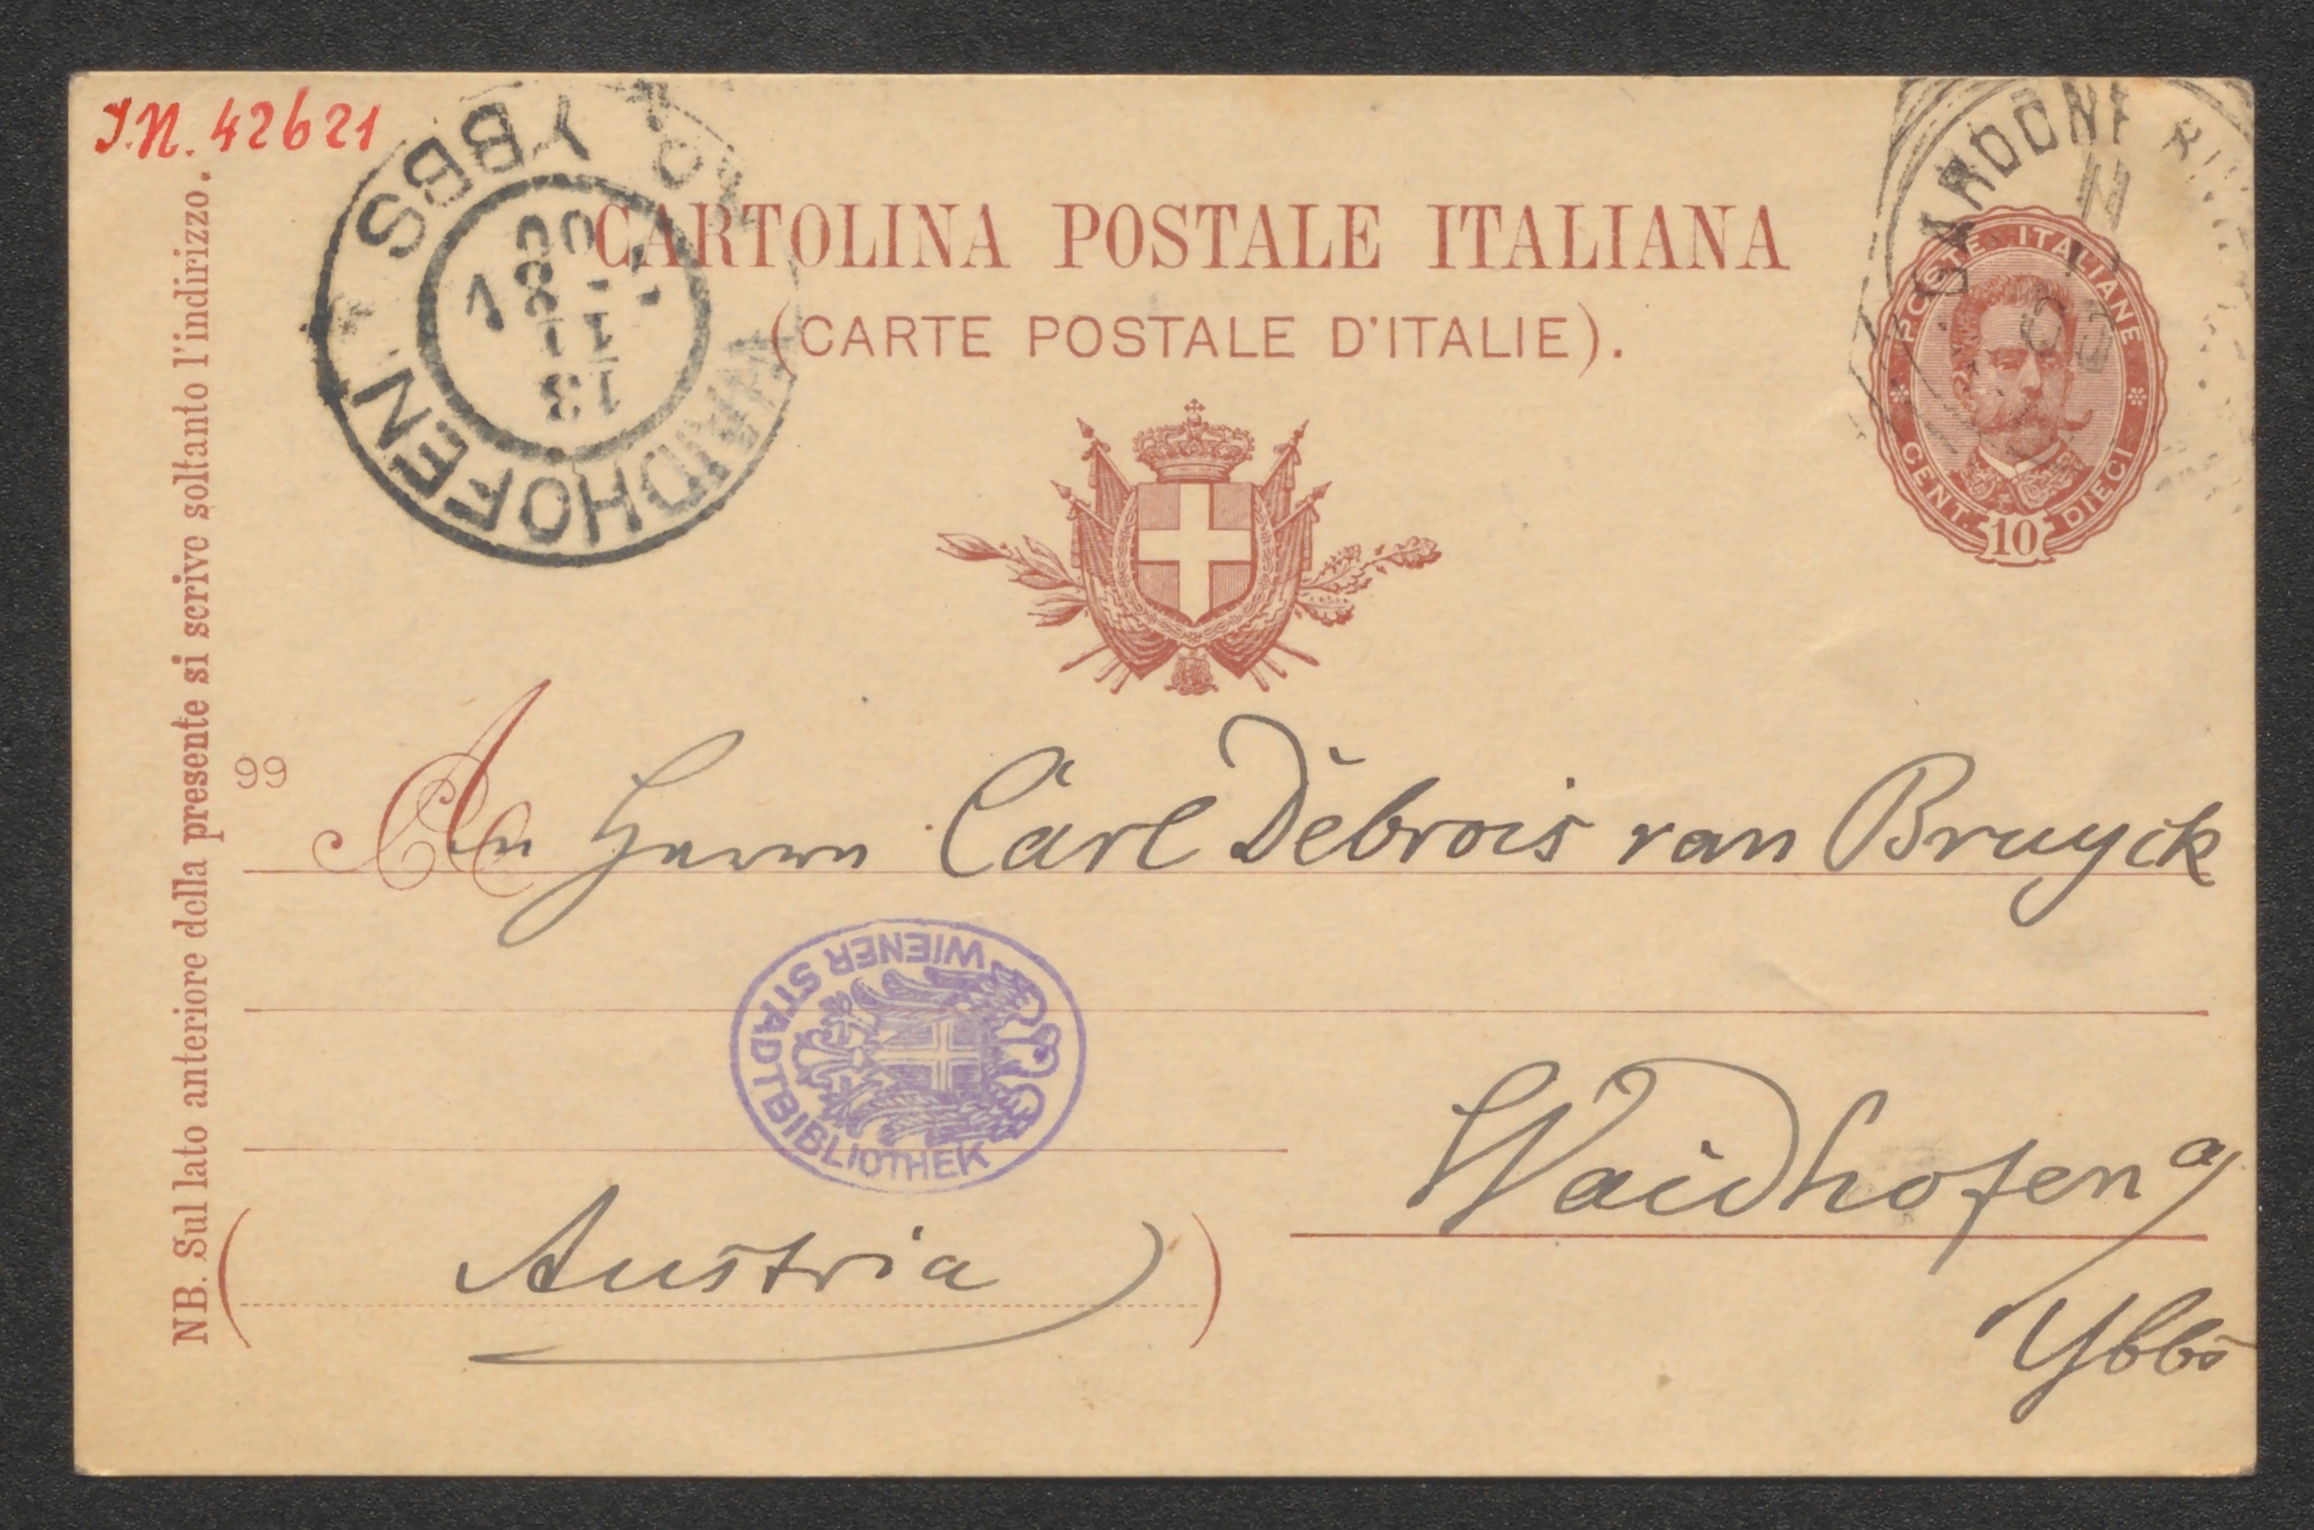 I.N. 42621
WAIDHOFEN
YBBS
13
11
00
GARDONE
CARTOLINA POSTALE ITALIANA
(CARTE POSTALE D'ITALIE).
POSTE ITALIANE
CENT. 10 DIECI
NB. Sul lato anteriore della presente si scrive soltanto l'indirizzo.
99
An Herrn Carl Debrois van Bruyck
WIENER STADTBIBLIOTHEK
Waidhofen a/
Ybbs
(Austria)